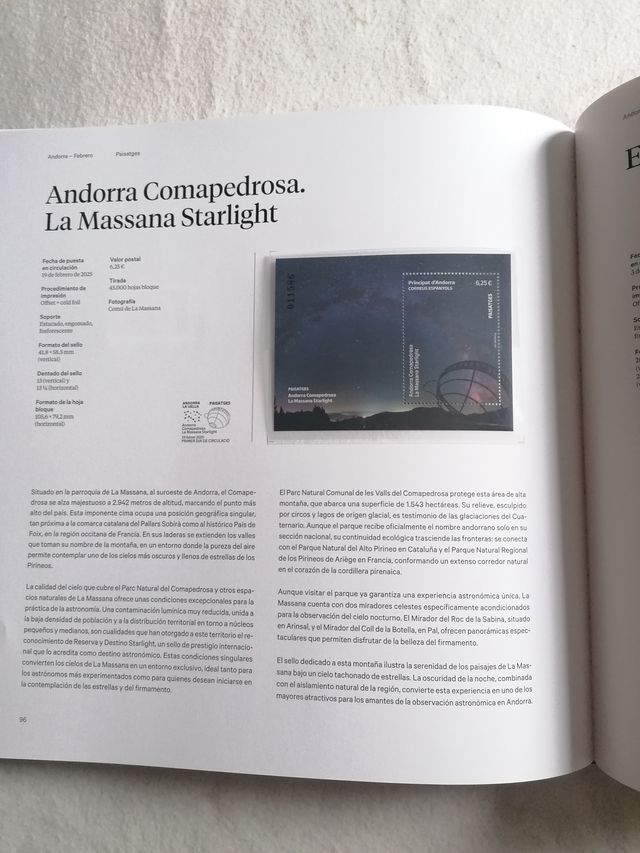 Andorra – Febrero
Paisatges
Andorra Comapedrosa.
La Massana Starlight
Fecha de puesta
en circulación
19 de febrero de 2025
Procedimiento de
impresión
Offset + cold foil
Soporte
Estucado, engomado,
fosforescente
Formato del sello
40,8 × 58,5 mm
(vertical)
Dentado del sello
13 (vertical) y
13 ¼ (horizontal)
Formato de la hoja
bloque
105,6 × 79,2 mm
(horizontal)
Valor postal
6,25 €
Tirada
45.000 hojas bloque
Fotografía
Comú de La Massana
ANDORRA
LA VELLA
PAISATGES
Andorra
Comapedrosa
La Massana Starlight
PRIMER DIA DE CIRCULACIÓ
011586
Principat d'Andorra
CORREUS ESPANYOLS
6,25 €
PAISATGES
Andorra Comapedrosa
La Massana Starlight
PAISATGES
Andorra Comapedrosa
La Massana Starlight
Situado en la parroquia de La Massana, al suroeste de Andorra, el Comape-
drosa se alza majestuoso a 2.942 metros de altitud, marcando el punto más
alto del país. Esta imponente cima ocupa una posición geográfica singular,
tan próxima a la comarca catalana del Pallars Sobirà como al histórico País de
Foix, en la región occitana de Francia. En sus laderas se extienden los valles
que toman su nombre de la montaña, en un entorno donde la pureza del aire
permite contemplar uno de los cielos más oscuros y llenos de estrellas de los
Pirineos.
La calidad del cielo que cubre el Parc Natural del Comapedrosa y otros espa-
cios naturales de La Massana ofrece unas condiciones excepcionales para la
práctica de la astronomía. Una contaminación lumínica muy reducida, unida a
la baja densidad de población y a la distribución territorial en torno a núcleos
pequeños y medianos, son cualidades que han otorgado a este territorio el re-
conocimiento de Reserva y Destino Starlight, un sello de prestigio internacio-
nal que lo acredita como destino astronómico. Estas condiciones singulares
convierten los cielos de La Massana en un entorno exclusivo, ideal tanto para
los astrónomos más experimentados como para quienes desean iniciarse en
la contemplación de las estrellas y del firmamento.
El Parc Natural Comunal de les Valls del Comapedrosa protege esta área de alta
montaña, que abarca una superficie de 1.543 hectáreas. Su relieve, esculpido
por circos y lagos de origen glacial, es testimonio de las glaciaciones del Cua-
ternario. Aunque el parque recibe oficialmente el nombre andorrano solo en su
sección nacional, su continuidad ecológica trasciende las fronteras: se conecta
con el Parque Natural del Alto Pirineo en Cataluña y el Parque Natural Regional
de los Pirineos de Ariège en Francia, conformando un extenso corredor natural
en el corazón de la cordillera pirenaica.
Aunque visitar el parque ya garantiza una experiencia astronómica única, La
Massana cuenta con dos miradores celestes específicamente acondicionados
para la observación del cielo nocturno. El Mirador del Roc de la Sabina, situado
en Arinsal, y el Mirador del Coll de la Botella, en Pal, ofrecen panorámicas espec-
taculares que permiten disfrutar de la belleza del firmamento.
El sello dedicado a esta montaña ilustra la serenidad de los paisajes de La Mas-
sana bajo un cielo tachonado de estrellas. La oscuridad de la noche, combinada
con el aislamiento natural de la región, convierte esta experiencia en uno de los
mayores atractivos para los amantes de la observación astronómica en Andorra.
96